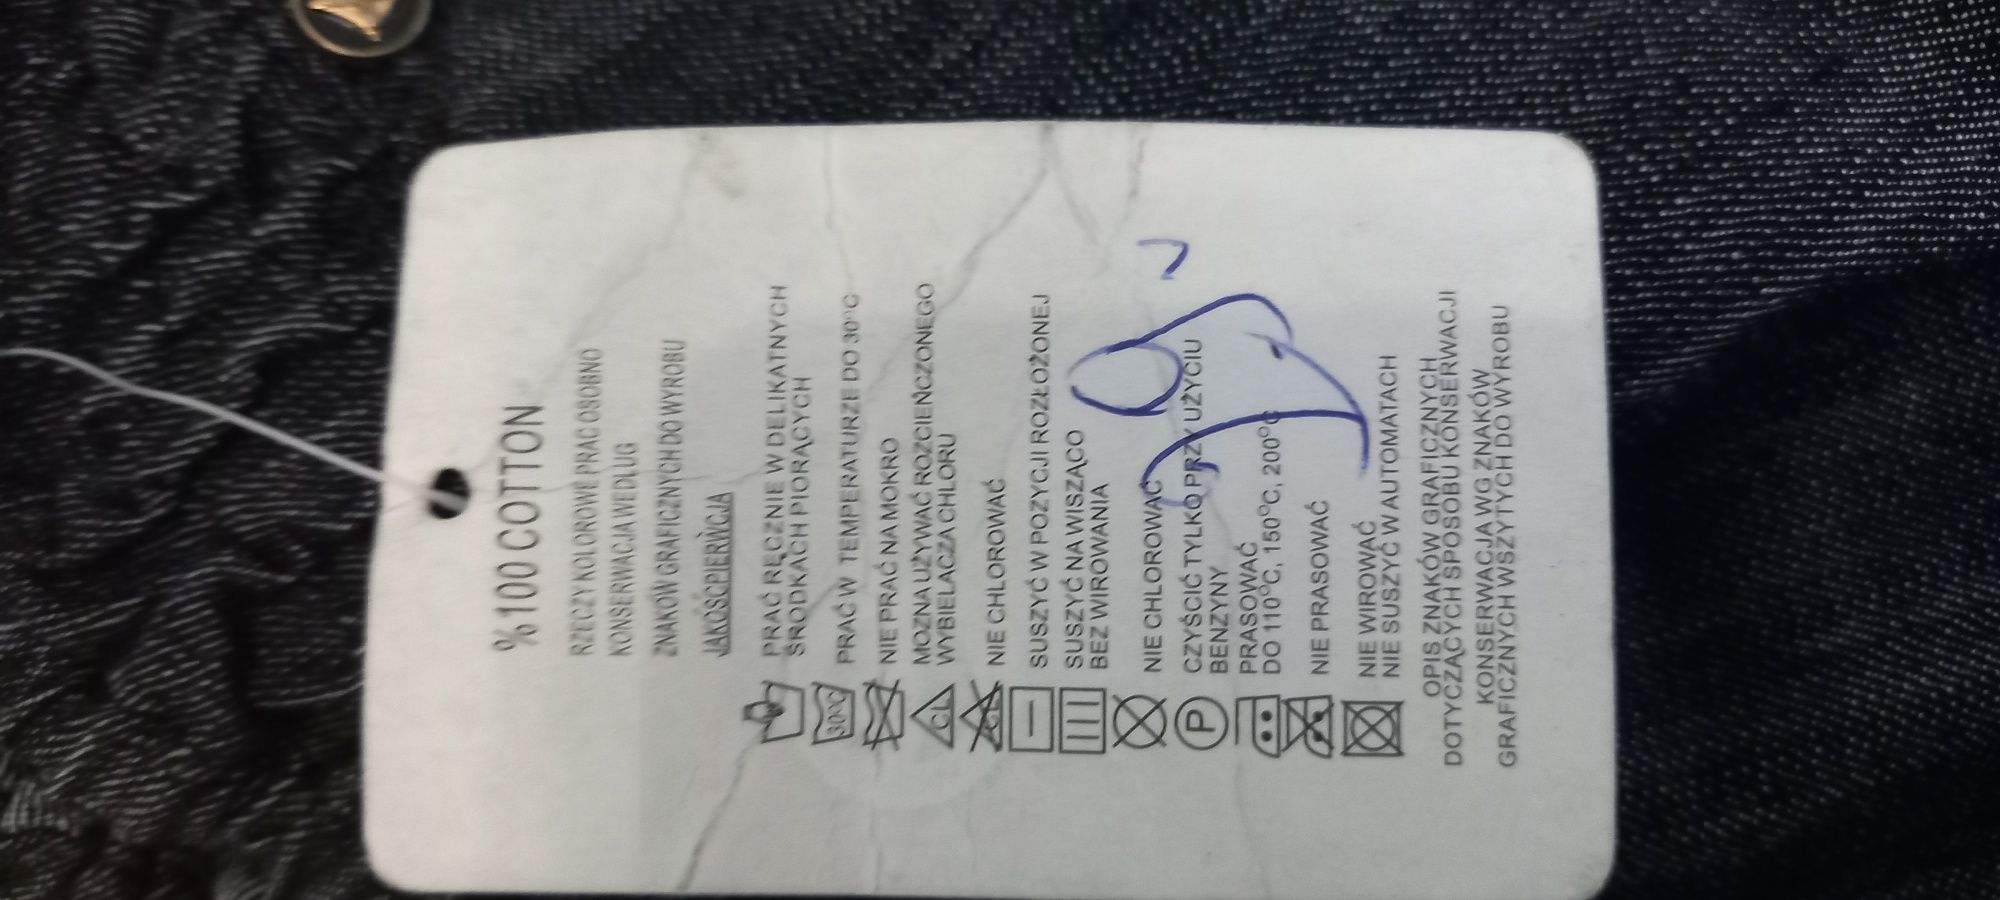 %100 COTTON
RZECZY KOLOROWE PRAC OSOBNO
KONSERWACJA WEDŁUG
ZNAKÓW GRAFICZNYCH DO WYROBU
JAKOŚĆ PIERWCJA
PRAĆ RĘCZNIE W DELIKATNYCH
ŚRODKACH PIORĄCYCH
30°C PRAĆ W TEMPERATURZE DO 30°C
NIE PRAĆ NA MOKRO
MOŻNA UŻYWAĆ ROZCIEŃCZONEGO
CL WYBIELACZA CHLORU
NIE CHLOROWAĆ
SUSZYĆ W POZYCJI ROZŁOŻONEJ
SUSZYĆ NA WISZĄCO
BEZ WIROWANIA
NIE CHLOROWAĆ
P CZYŚCIĆ TYLKO PRZY UŻYCIU
BENZYNY
PRASOWAĆ
DO 110°C, 150°C, 200°C
NIE PRASOWAĆ
NIE WIROWAĆ
NIE SUSZYĆ W AUTOMATACH
OPIS ZNAKÓW GRAFICZNYCH
DOTYCZĄCYCH SPOSOBU KONSERWACJI
KONSERWACJA WG ZNAKÓW
GRAFICZNYCH WSZYTYCH DO WYROBU